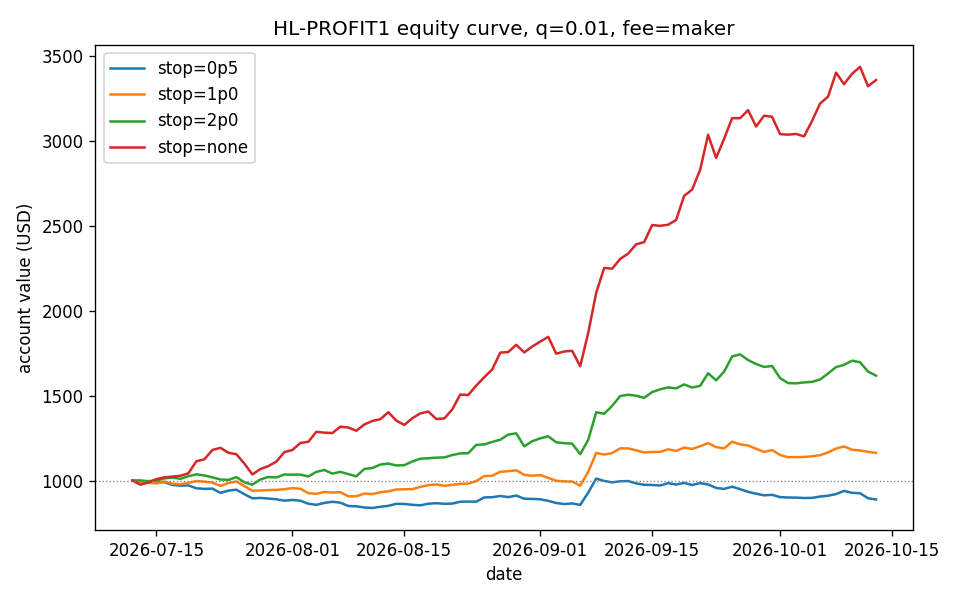 HL-PROFIT1 equity curve, q=0.01, fee=maker
stop=0p5
stop=1p0
stop=2p0
stop=none
account value (USD)
3500
3000
2500
2000
1500
1000
2026-07-15
2026-08-01
2026-08-15
2026-09-01
2026-09-15
2026-10-01
2026-10-15
date